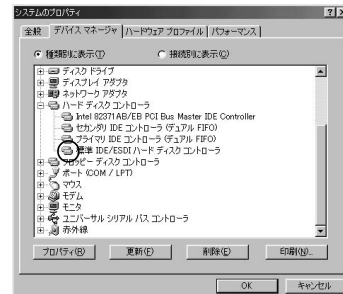 システムのプロパティ
全般 デバイス マネージャ ハードウェア プロファイル パフォーマンス
種類別に表示(T) 接続別に表示(C)
ディスク ドライブ
ディスプレイ アダプタ
ネットワーク アダプタ
ハード ディスク コントローラ
Intel 82371AB/EB PCI Bus Master IDE Controller
セカンダリ IDE コントローラ (デュアル FIFO)
プライマリ IDE コントローラ (デュアル FIFO)
標準 IDE/ESDI ハード ディスク コントローラ
フロッピー ディスク コントローラ
ポート (COM / LPT)
マウス
モデム
モニタ
ユニバーサル シリアル バス コントローラ
赤外線
プロパティ(R) 更新(F) 削除(E) 印刷(N)...
OK キャンセル